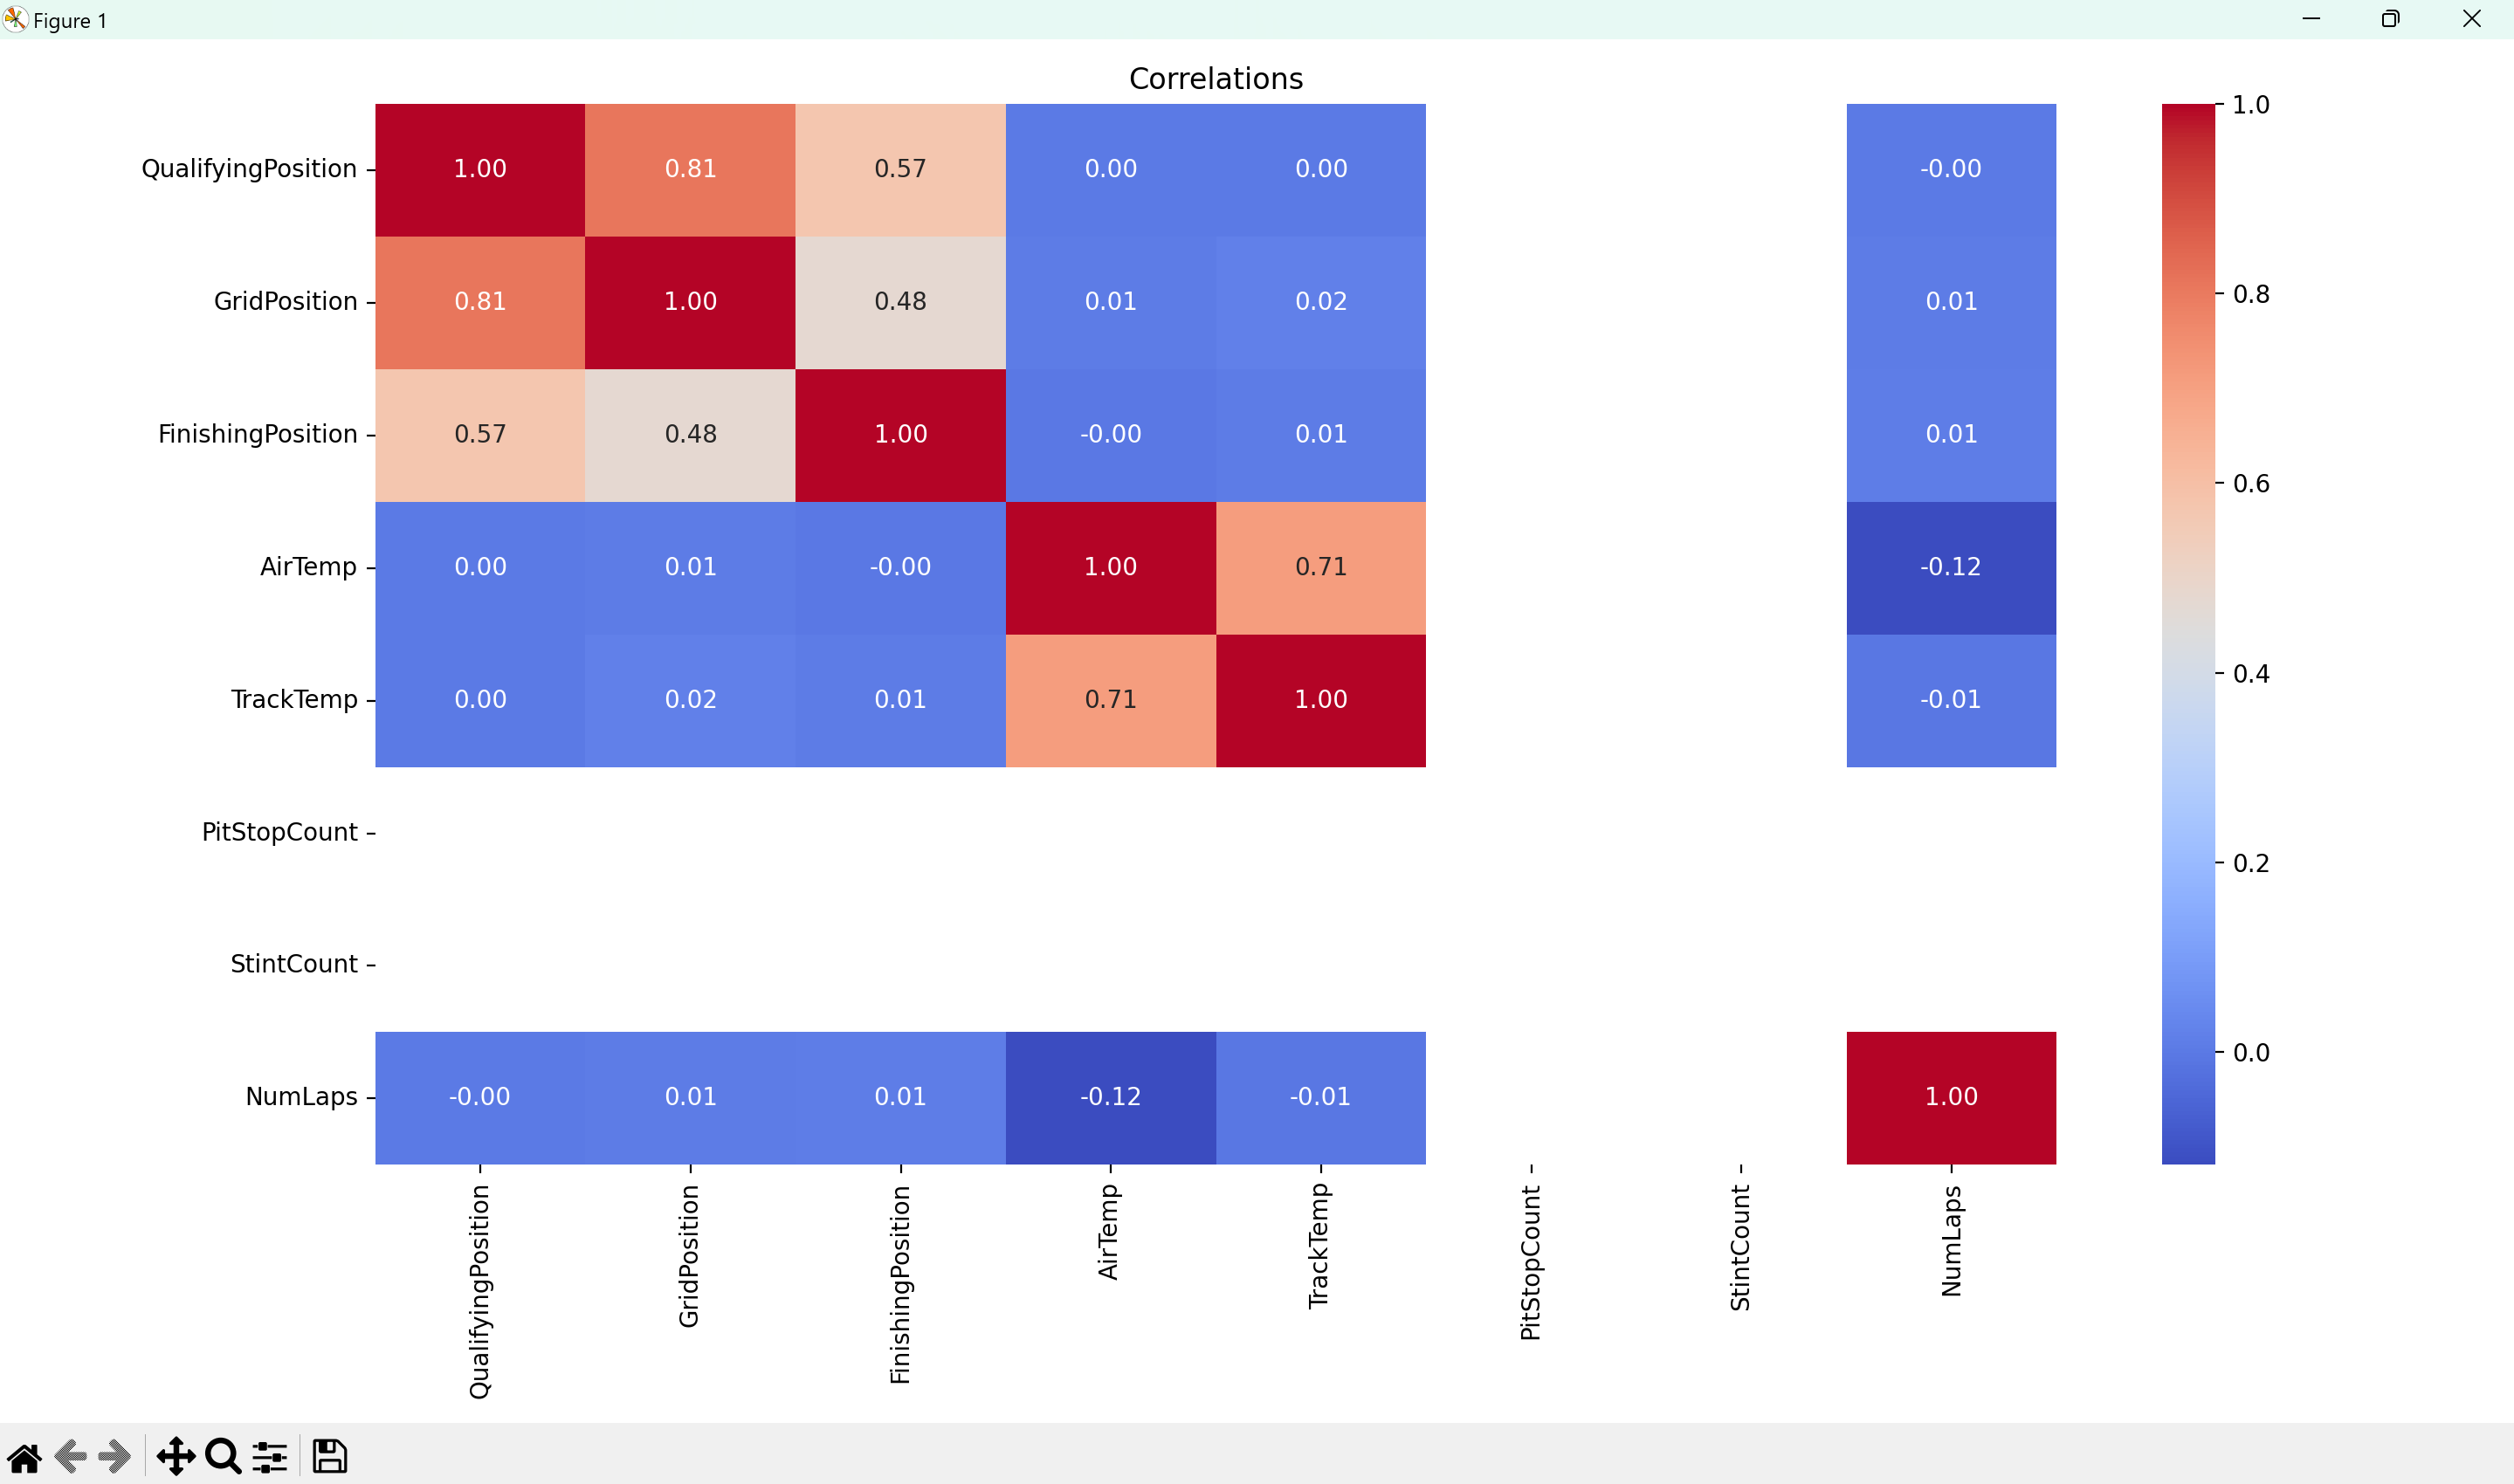 Figure 1
Correlations
QualifyingPosition 1.00 0.81 0.57 0.00 0.00 -0.00
GridPosition 0.81 1.00 0.48 0.01 0.02 0.01
FinishingPosition 0.57 0.48 1.00 -0.00 0.01 0.01
AirTemp 0.00 0.01 -0.00 1.00 0.71 -0.12
TrackTemp 0.00 0.02 0.01 0.71 1.00 -0.01
PitStopCount
StintCount
NumLaps -0.00 0.01 0.01 -0.12 -0.01 1.00
QualifyingPosition
GridPosition
FinishingPosition
AirTemp
TrackTemp
PitStopCount
StintCount
NumLaps
1.0
0.8
0.6
0.4
0.2
0.0